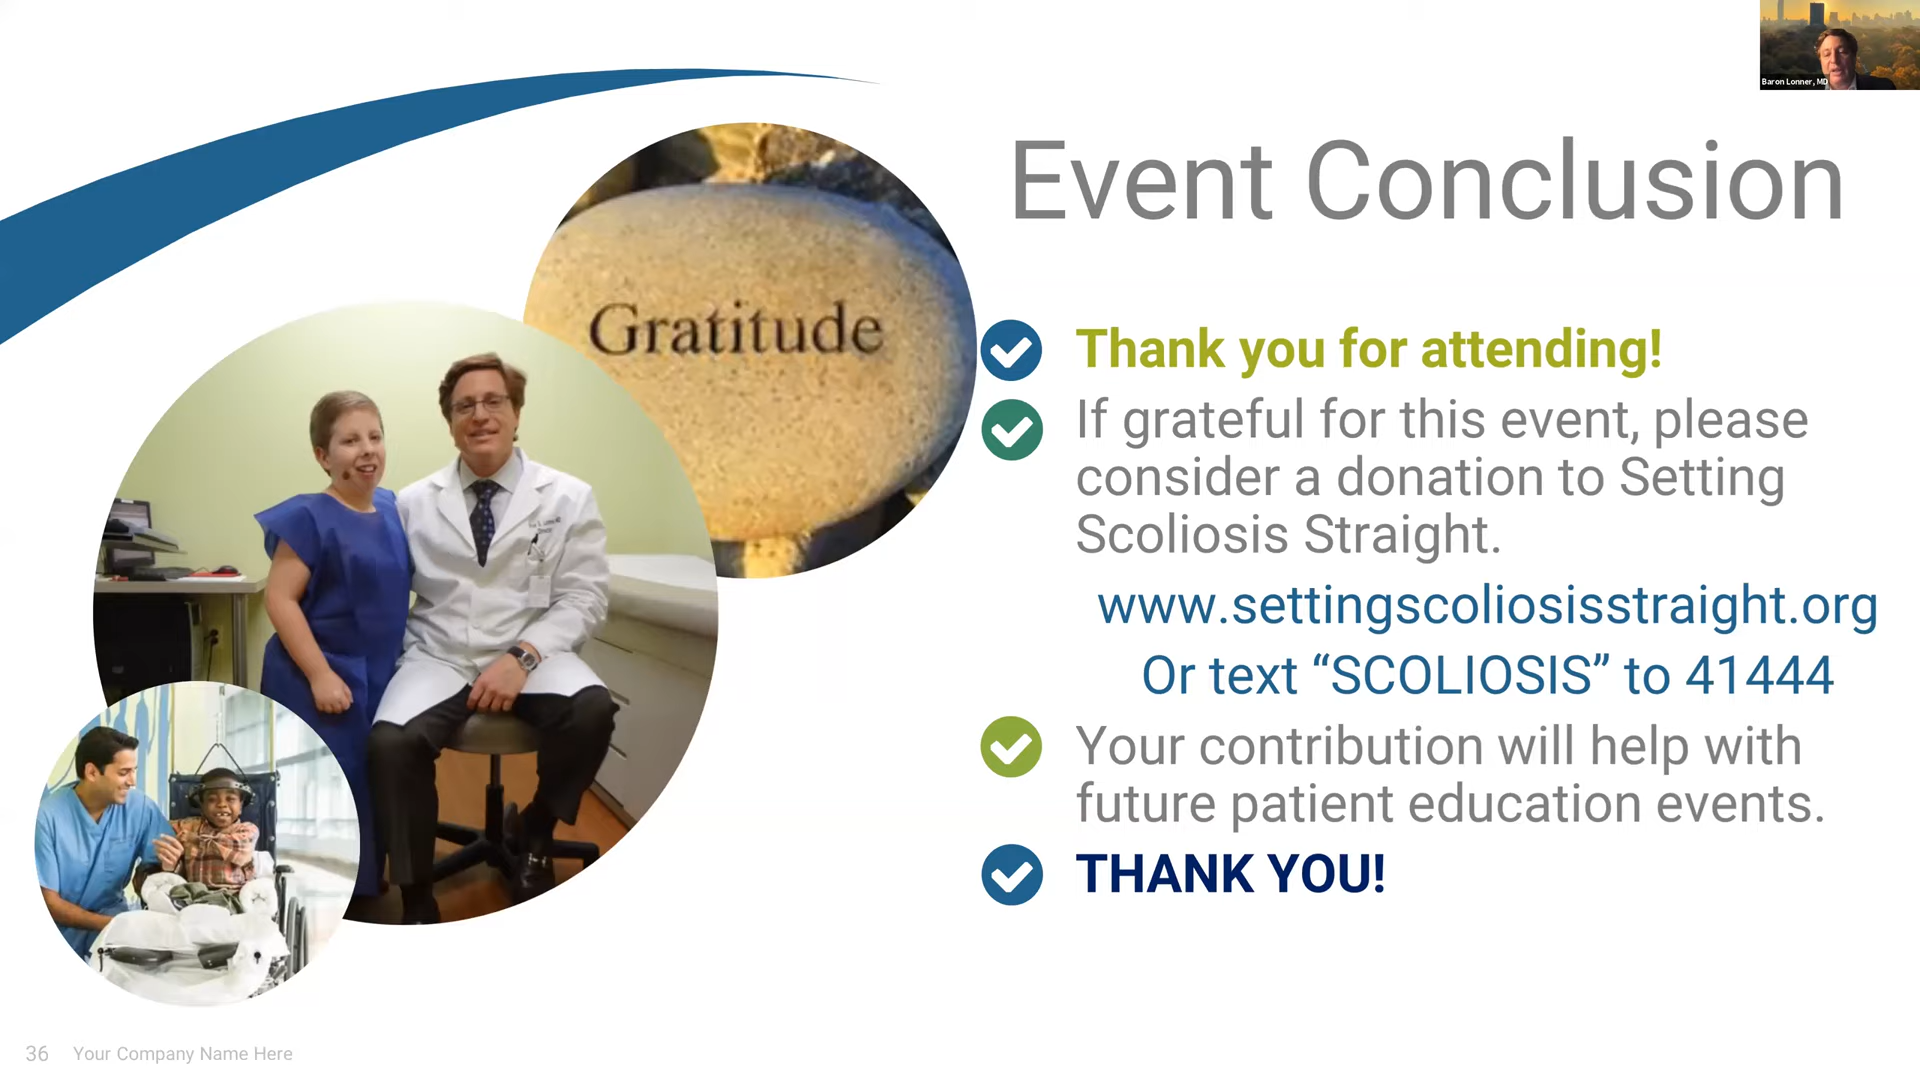 Baron Lonner, MD
Event Conclusion
Gratitude
Thank you for attending!
If grateful for this event, please
consider a donation to Setting
Scoliosis Straight.
www.settingscoliosisstraight.org
Or text “SCOLIOSIS” to 41444
Your contribution will help with
future patient education events.
THANK YOU!
36 Your Company Name Here